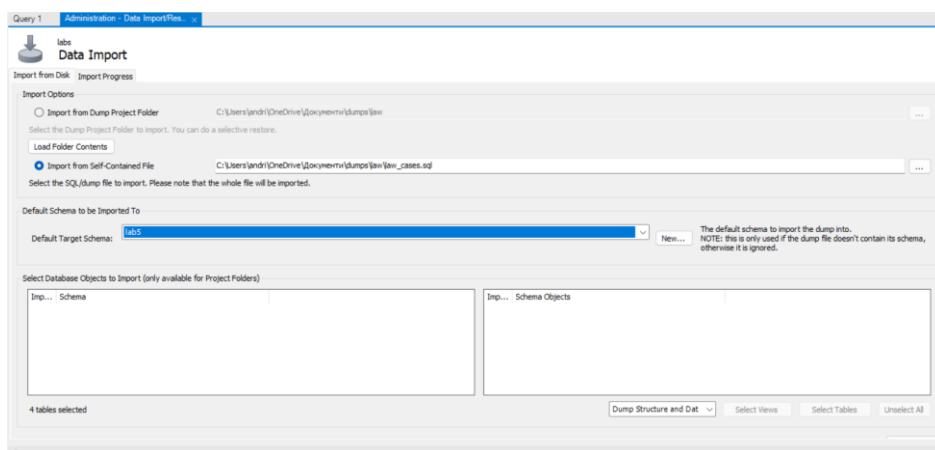 Query 1 Administration - Data Import/Res.. ×
labs
Data Import
Import from Disk Import Progress
Import Options
Import from Dump Project Folder C:\Users\andri\OneDrive\Документи\dumps\law ...
Select the Dump Project Folder to import. You can do a selective restore.
Load Folder Contents
Import from Self-Contained File C:\Users\andri\OneDrive\Документи\dumps\law\law_cases.sql ...
Select the SQL/dump file to import. Please note that the whole file will be imported.
Default Schema to be Imported To
Default Target Schema: lab5 New... The default schema to import the dump into.
NOTE: this is only used if the dump file doesn't contain its schema,
otherwise it is ignored.
Select Database Objects to Import (only available for Project Folders)
Imp... Schema Imp... Schema Objects
4 tables selected Dump Structure and Dat Select Views Select Tables Unselect All